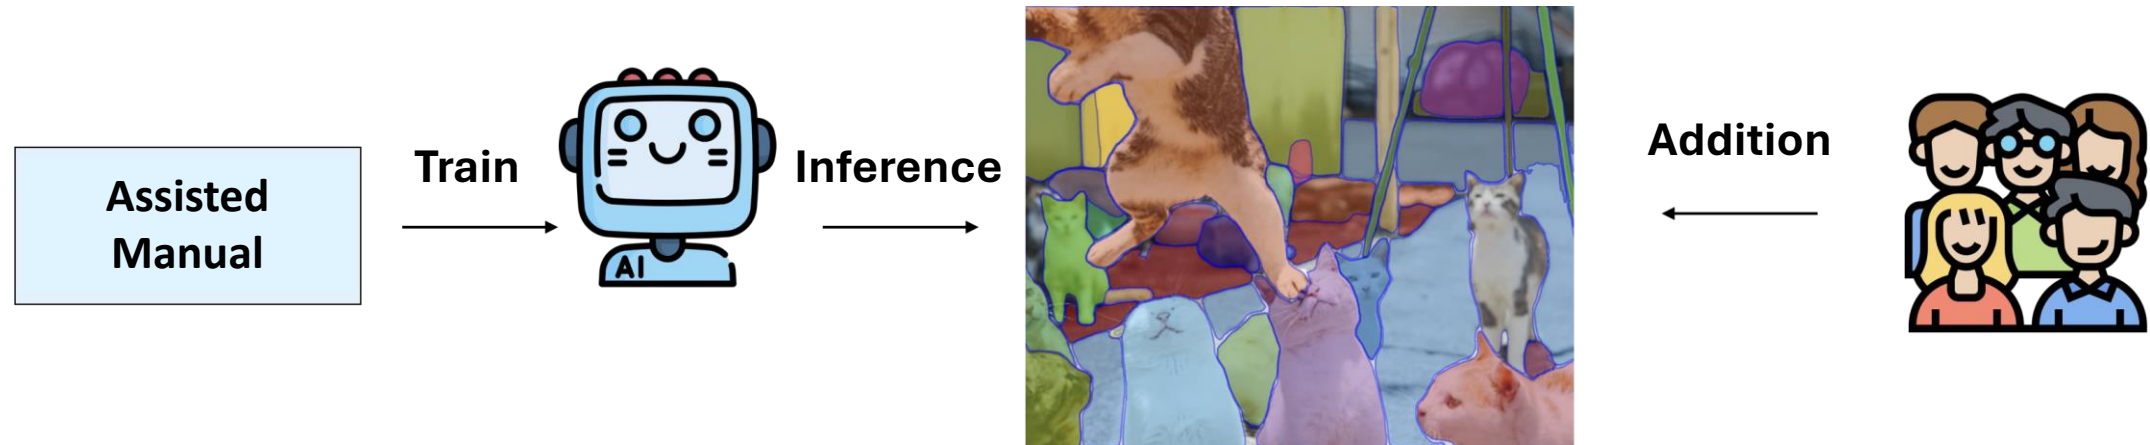 Assisted
Manual
Train
AI
Inference
Addition